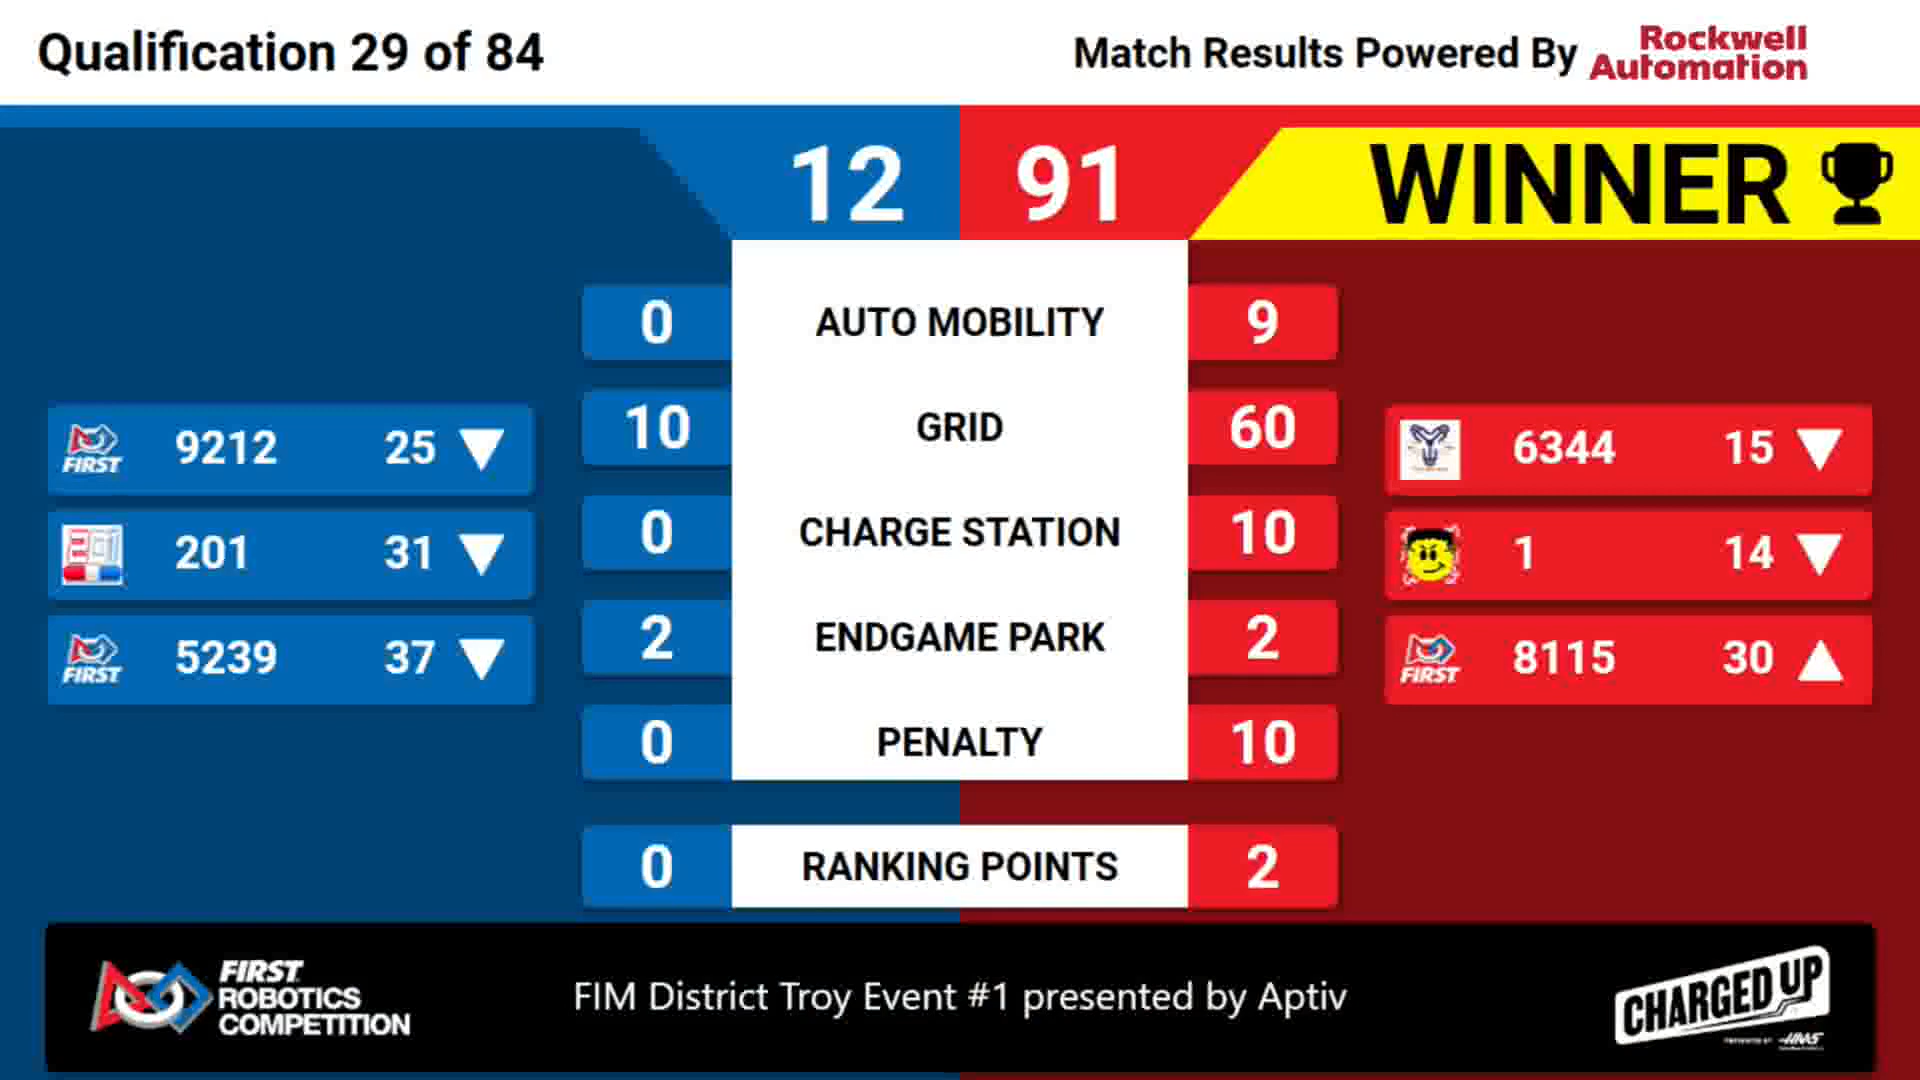 Qualification 29 of 84
Match Results Powered By
Rockwell
Automation
12 91 WINNER
0 AUTO MOBILITY 9
10 GRID 60
0 CHARGE STATION 10
2 ENDGAME PARK 2
0 PENALTY 10
0 RANKING POINTS 2
FIRST 9212 25
201 31
FIRST 5239 37
6344 15
1 14
FIRST 8115 30
FIRST
ROBOTICS
COMPETITION
FIM District Troy Event #1 presented by Aptiv
CHARGED UP
PRESENTED BY HAAS